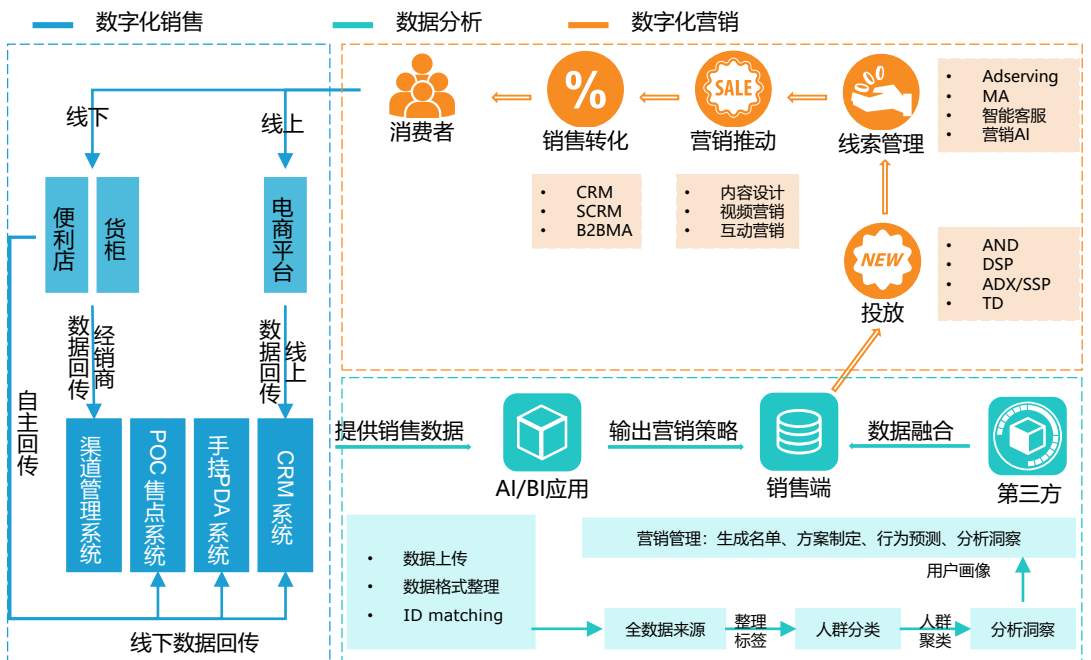 数字化销售
数据分析
数字化营销
线下
线上
便利店
货柜
电商平台
数据回传
经销商
数据回传
线上
自主回传
渠道管理系统
POC 售点系统
手持PDA 系统
CRM 系统
线下数据回传
消费者
销售转化
营销推动
SALE
线索管理
• Adserving
• MA
• 智能客服
• 营销AI
• CRM
• SCRM
• B2BMA
• 内容设计
• 视频营销
• 互动营销
NEW
投放
• AND
• DSP
• ADX/SSP
• TD
提供销售数据
AI/BI应用
输出营销策略
销售端
数据融合
第三方
• 数据上传
• 数据格式整理
• ID matching
营销管理：生成名单、方案制定、行为预测、分析洞察
用户画像
全数据来源
整理
标签
人群分类
人群
聚类
分析洞察